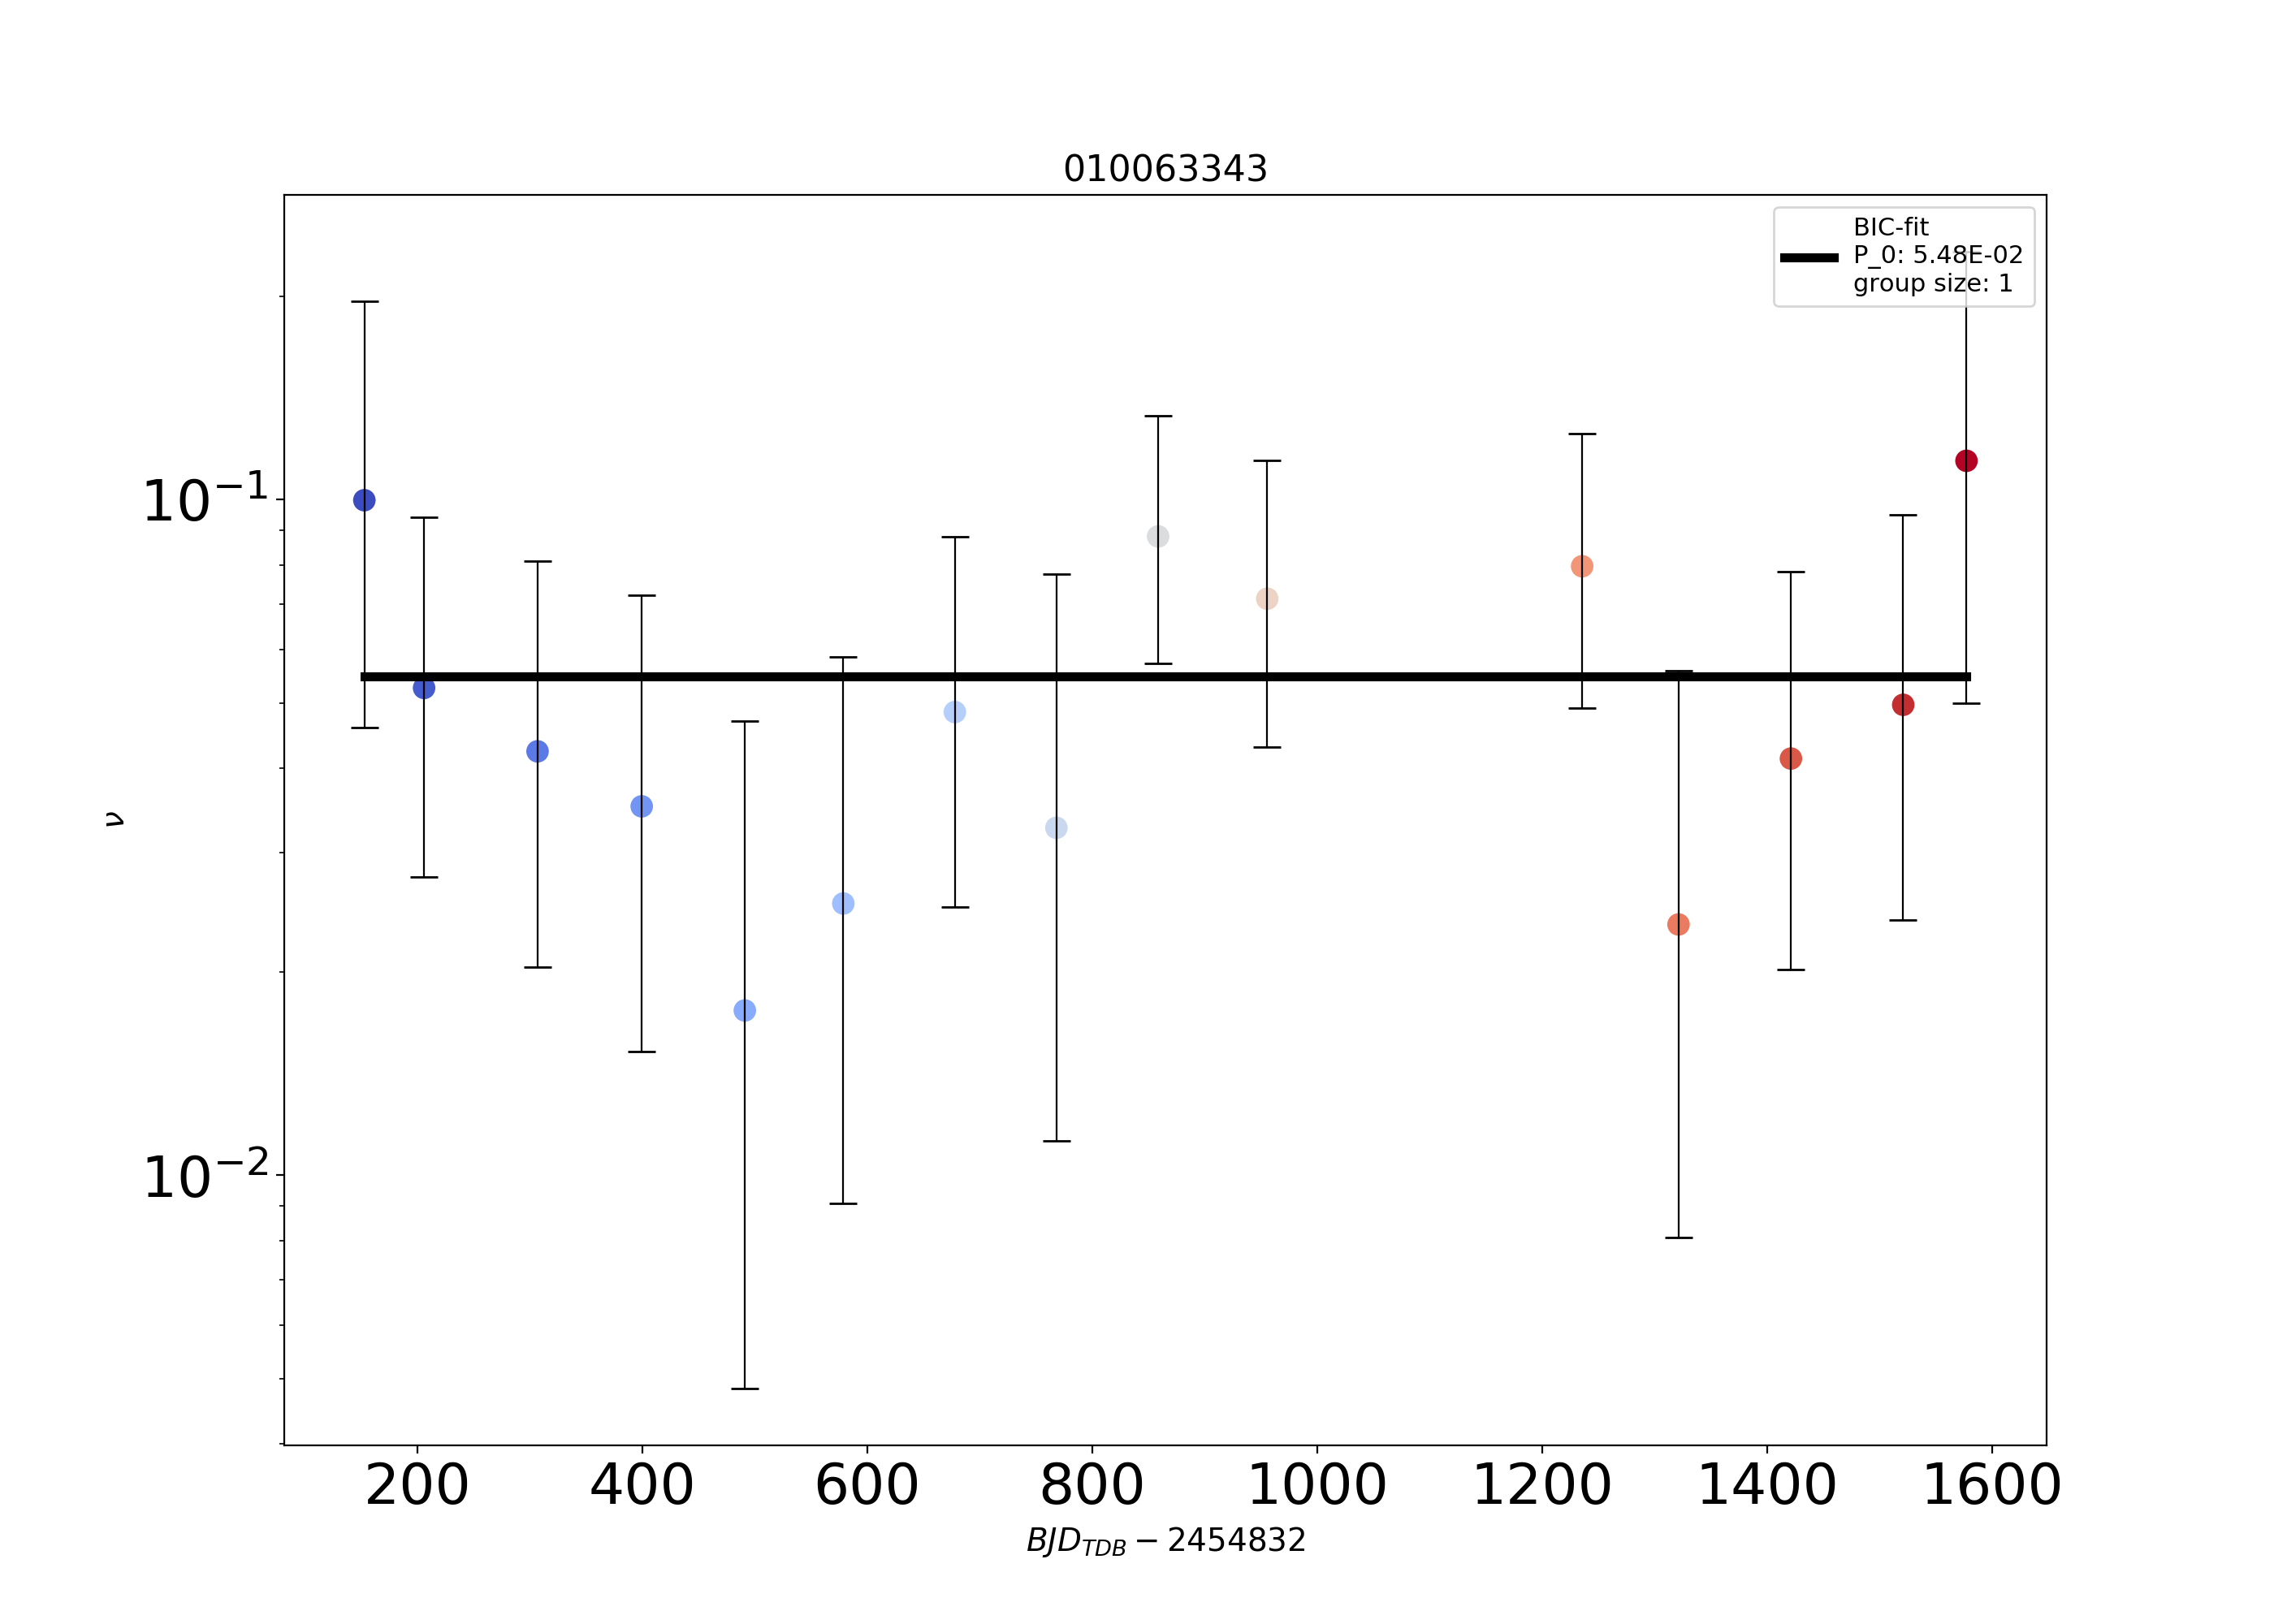 010063343
BIC-fit
P_0: 5.48E-02
group size: 1
10⁻¹
10⁻²
ν
200 400 600 800 1000 1200 1400 1600
BJD_TDB − 2454832